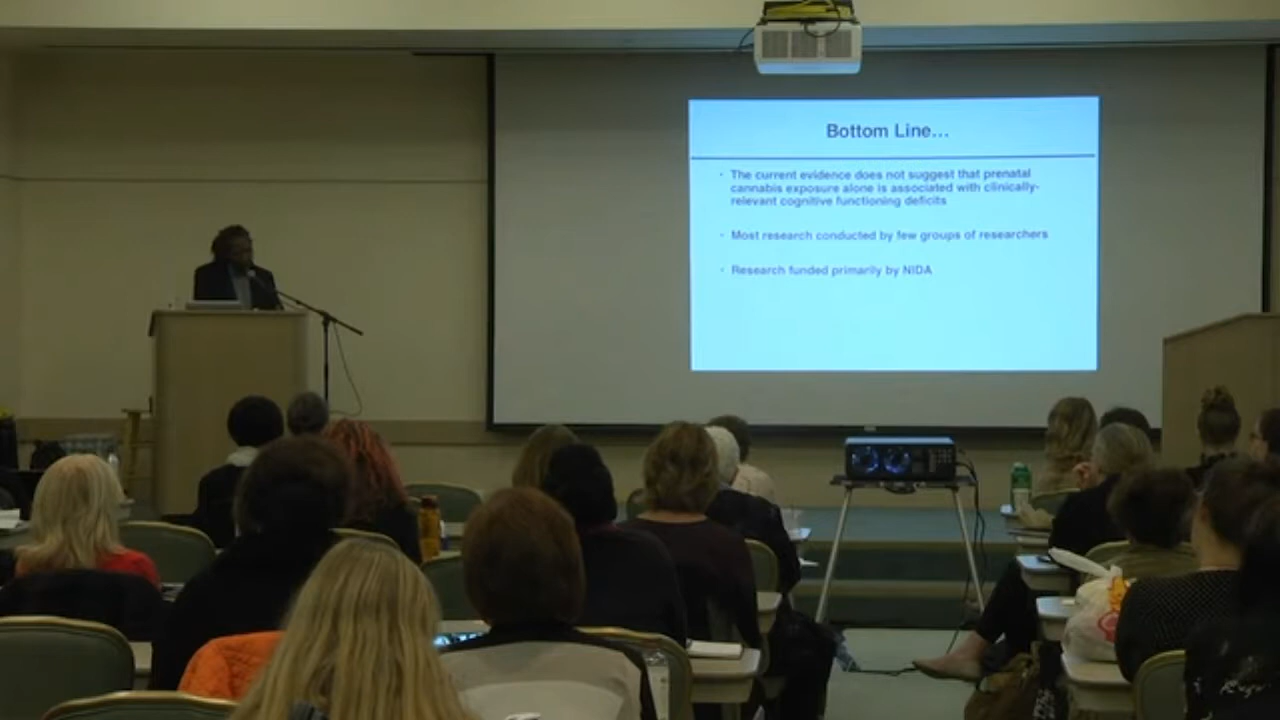 Bottom Line...
• The current evidence does not suggest that prenatal
cannabis exposure alone is associated with clinically-
relevant cognitive functioning deficits
• Most research conducted by few groups of researchers
• Research funded primarily by NIDA